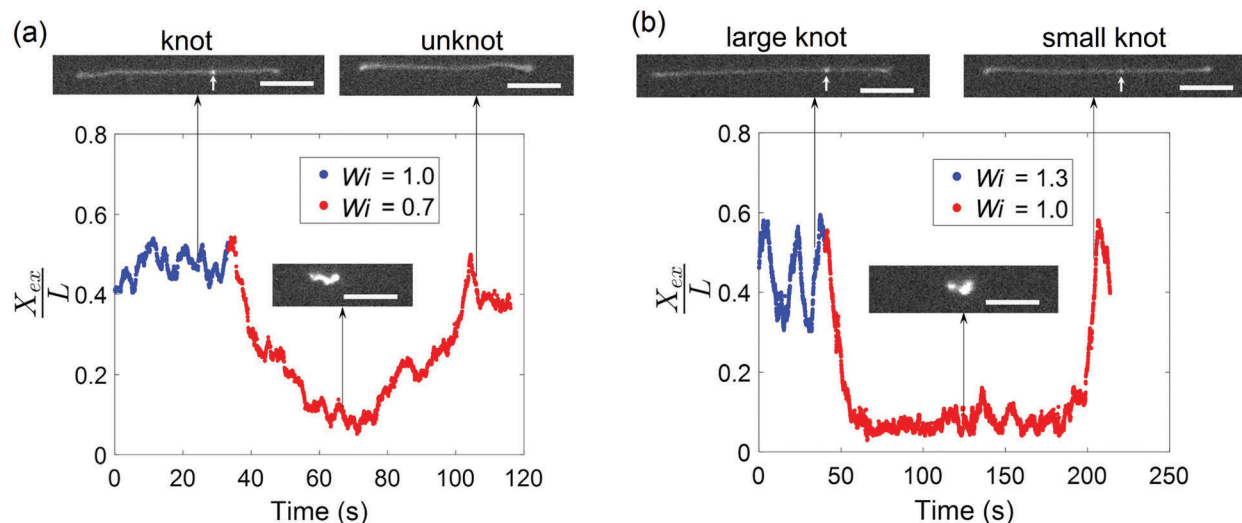 (a)
knot unknot
0.8
0.6
0.4
0.2
0
X_ex
L
Wi = 1.0
Wi = 0.7
0 20 40 60 80 100 120
Time (s)
(b)
large knot small knot
0.8
0.6
0.4
0.2
0
X_ex
L
Wi = 1.3
Wi = 1.0
0 50 100 150 200 250
Time (s)